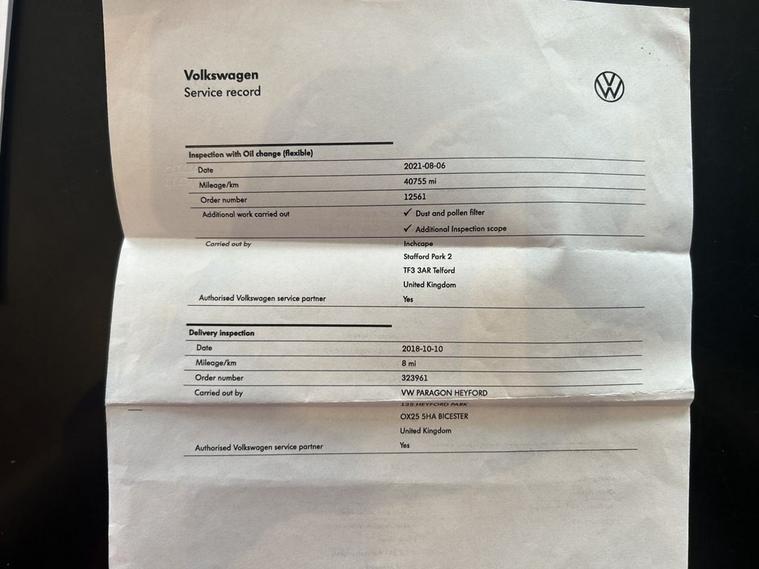 Volkswagen
Service record
Inspection with Oil change (flexible)
Date 2021-08-06
Mileage/km 40755 mi
Order number 12561
Additional work carried out ✓ Dust and pollen filter
✓ Additional Inspection scope
Carried out by Inchcape
Stafford Park 2
TF3 3AR Telford
United Kingdom
Authorised Volkswagen service partner Yes
Delivery inspection
Date 2018-10-10
Mileage/km 8 mi
Order number 323961
Carried out by VW PARAGON HEYFORD
HEYFORD PARK
OX25 5HA BICESTER
United Kingdom
Authorised Volkswagen service partner Yes